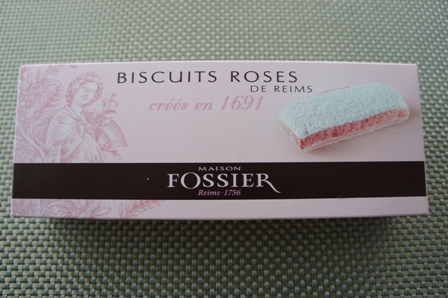 BISCUITS ROSES
DE REIMS
créés en 1691
MAISON
FOSSIER
Reims·1756